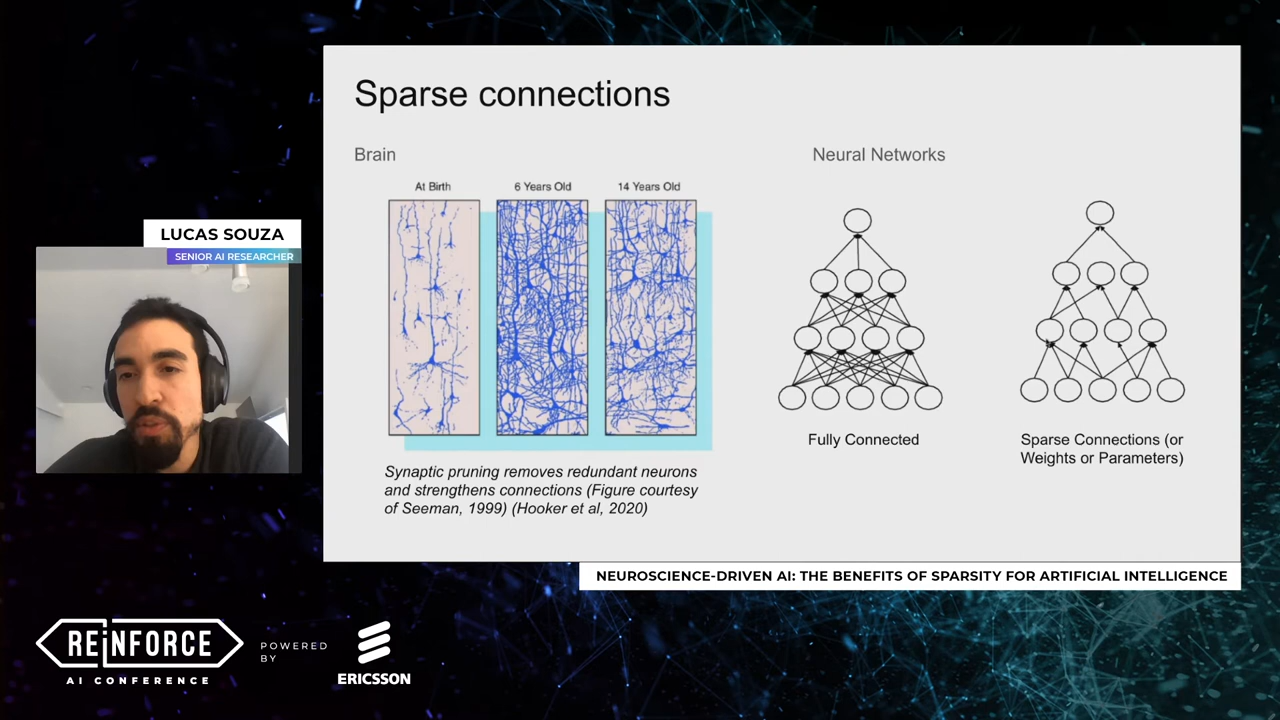 Sparse connections
Brain
Neural Networks
At Birth
6 Years Old
14 Years Old
Fully Connected
Sparse Connections (or
Weights or Parameters)
Synaptic pruning removes redundant neurons
and strengthens connections (Figure courtesy
of Seeman, 1999) (Hooker et al, 2020)
LUCAS SOUZA
SENIOR AI RESEARCHER
NEUROSCIENCE-DRIVEN AI: THE BENEFITS OF SPARSITY FOR ARTIFICIAL INTELLIGENCE
REiNFORCE
AI CONFERENCE
POWERED
BY
ERICSSON